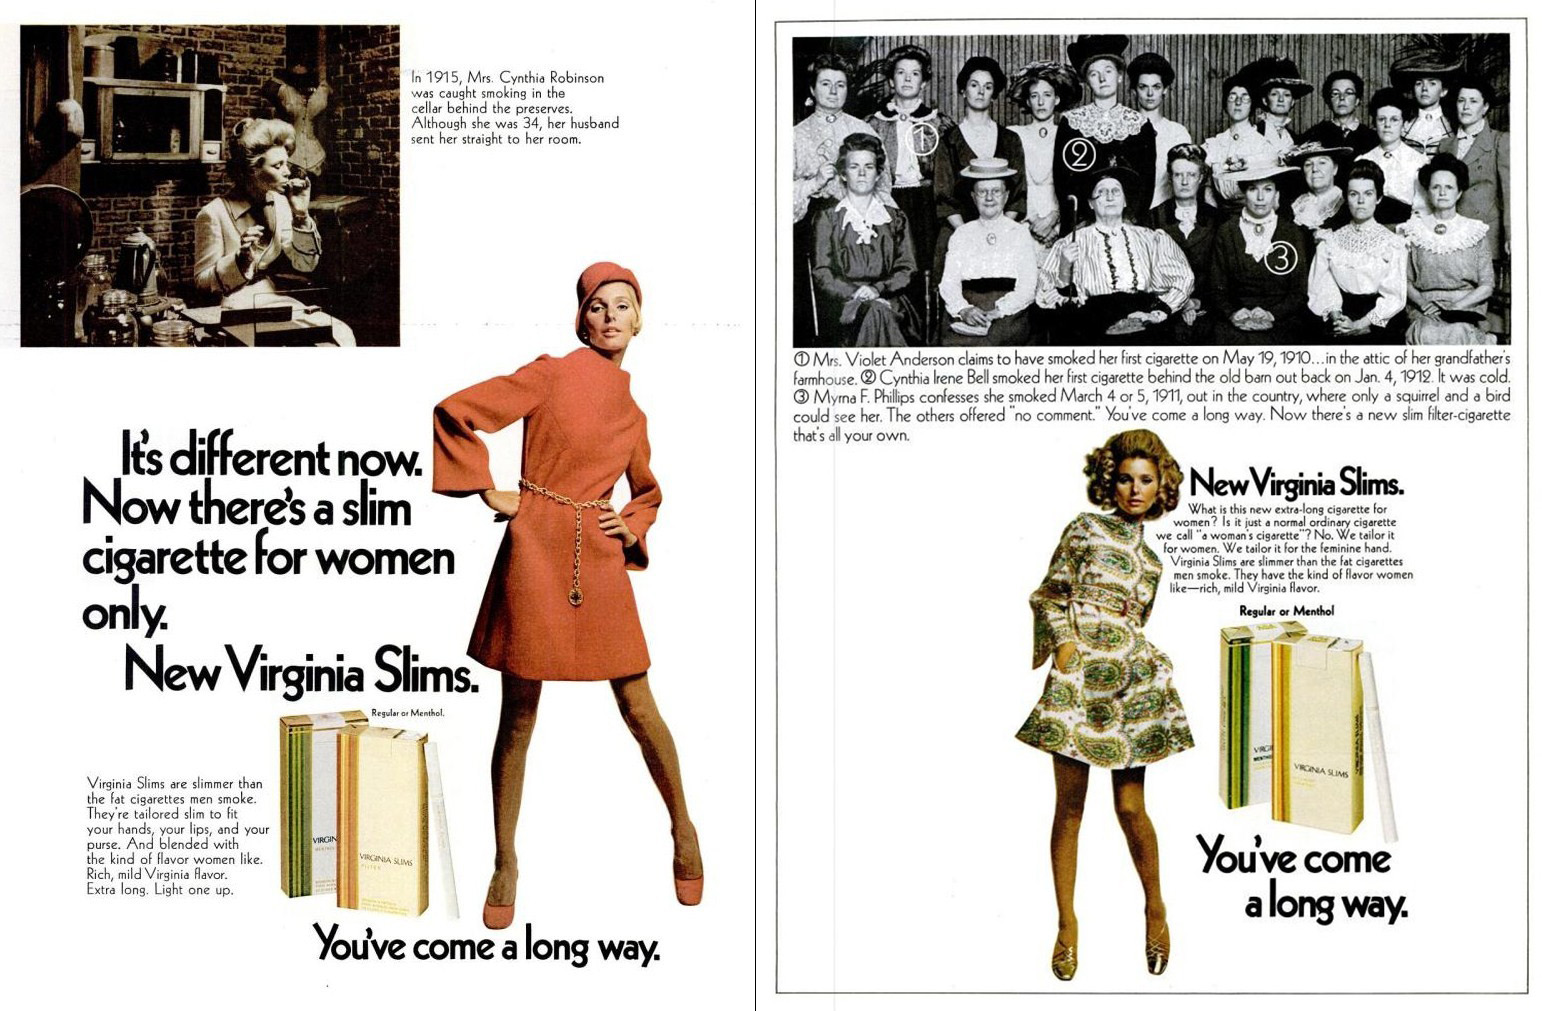 In 1915, Mrs. Cynthia Robinson
was caught smoking in the
cellar behind the preserves.
Although she was 34, her husband
sent her straight to her room.
It's different now.
Now there's a slim
cigarette for women
only.
New Virginia Slims.
Regular or Menthol.
Virginia Slims are slimmer than
the fat cigarettes men smoke.
They're tailored slim to fit
your hands, your lips, and your
purse. And blended with
the kind of flavor women like.
Rich, mild Virginia flavor.
Extra long. Light one up.
VIRGIN
VIRGINIA SLIMS
FILTER
You've come a long way.
1
2
3
① Mrs. Violet Anderson claims to have smoked her first cigarette on May 19, 1910...in the attic of her grandfather's
farmhouse. ② Cynthia Irene Bell smoked her first cigarette behind the old barn out back on Jan. 4, 1912. It was cold.
③ Myrna F. Phillips confesses she smoked March 4 or 5, 1911, out in the country, where only a squirrel and a bird
could see her. The others offered "no comment." You've come a long way. Now there's a new slim filter-cigarette
that's all your own.
New Virginia Slims.
What is this new extra-long cigarette for
women? Is it just a normal ordinary cigarette
we call "a woman's cigarette"? No. We tailor it
for women. We tailor it for the feminine hand.
Virginia Slims are slimmer than the fat cigarettes
men smoke. They have the kind of flavor women
like—rich, mild Virginia flavor.
Regular or Menthol
VIRGI
MENTHO
VIRGINIA SLIMS
You've come
a long way.